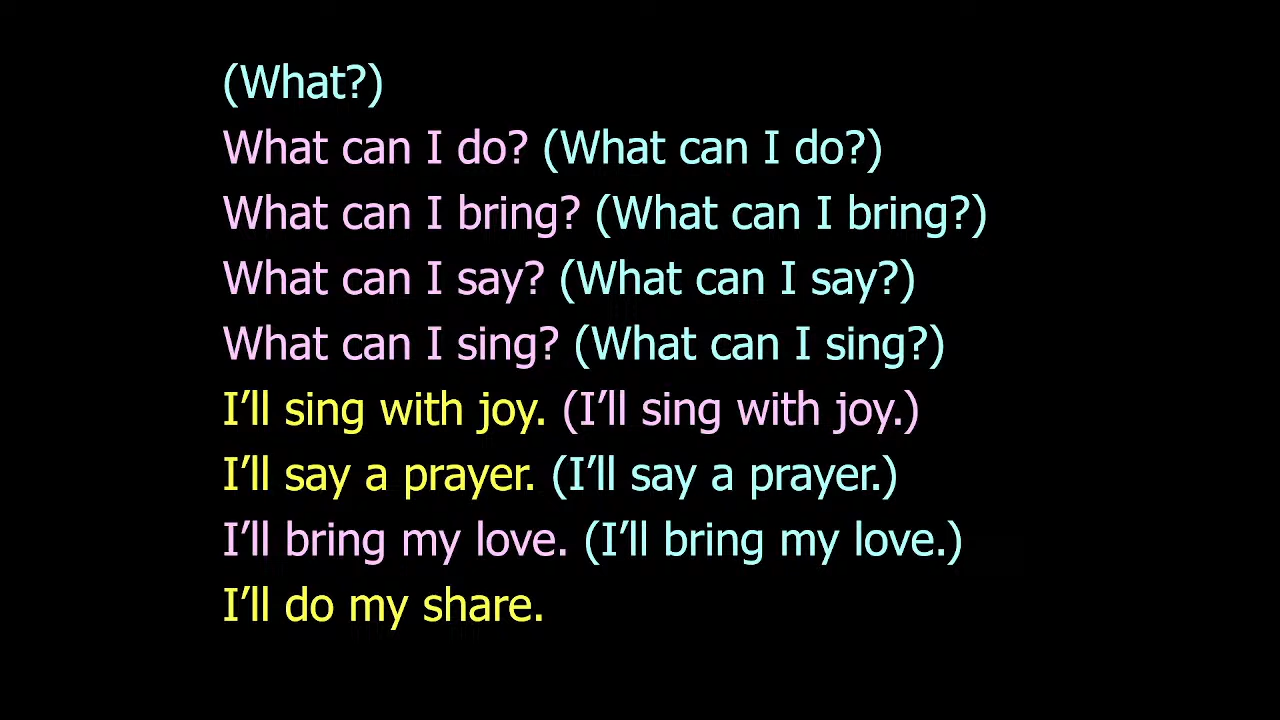 (What?)
What can I do? (What can I do?)
What can I bring? (What can I bring?)
What can I say? (What can I say?)
What can I sing? (What can I sing?)
I’ll sing with joy. (I’ll sing with joy.)
I’ll say a prayer. (I’ll say a prayer.)
I’ll bring my love. (I’ll bring my love.)
I’ll do my share.